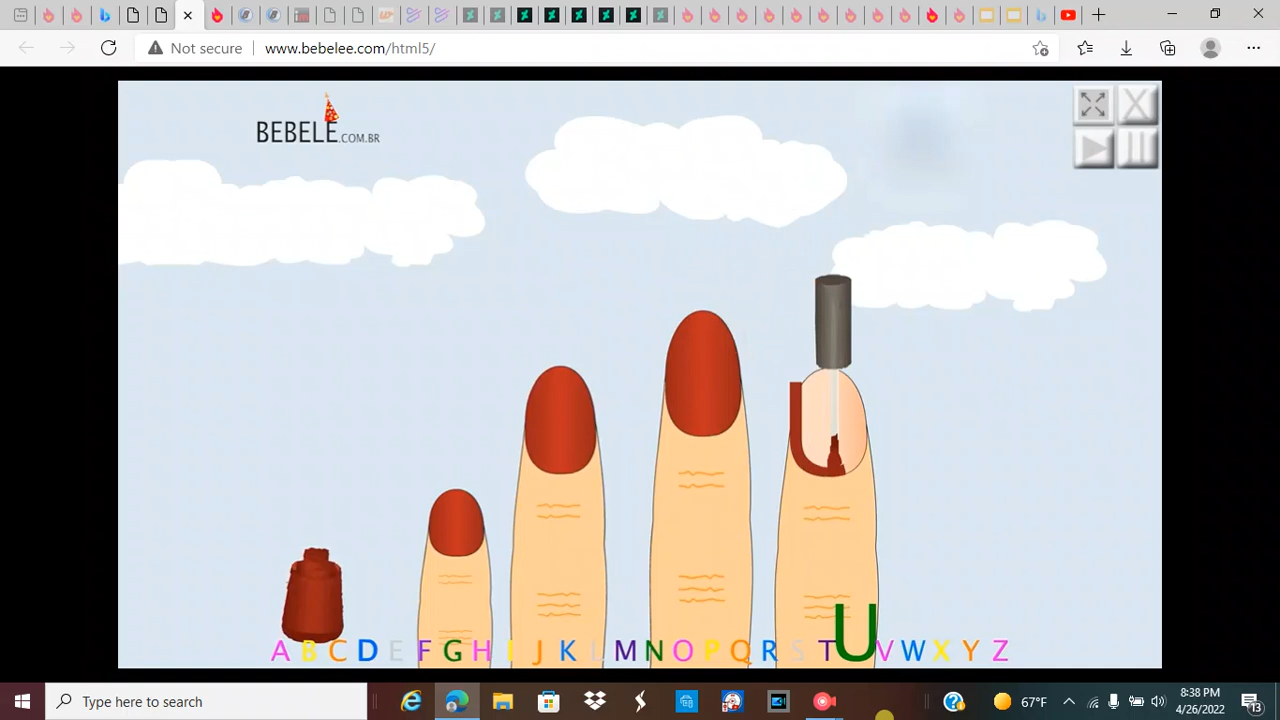 Not secure
www.bebelee.com/html5/
BEBELE.COM.BR
U
A B C D E F G H I J K L M N O P Q R S T U V W X Y Z
Type here to search
67°F
8:38 PM
4/26/2022
13